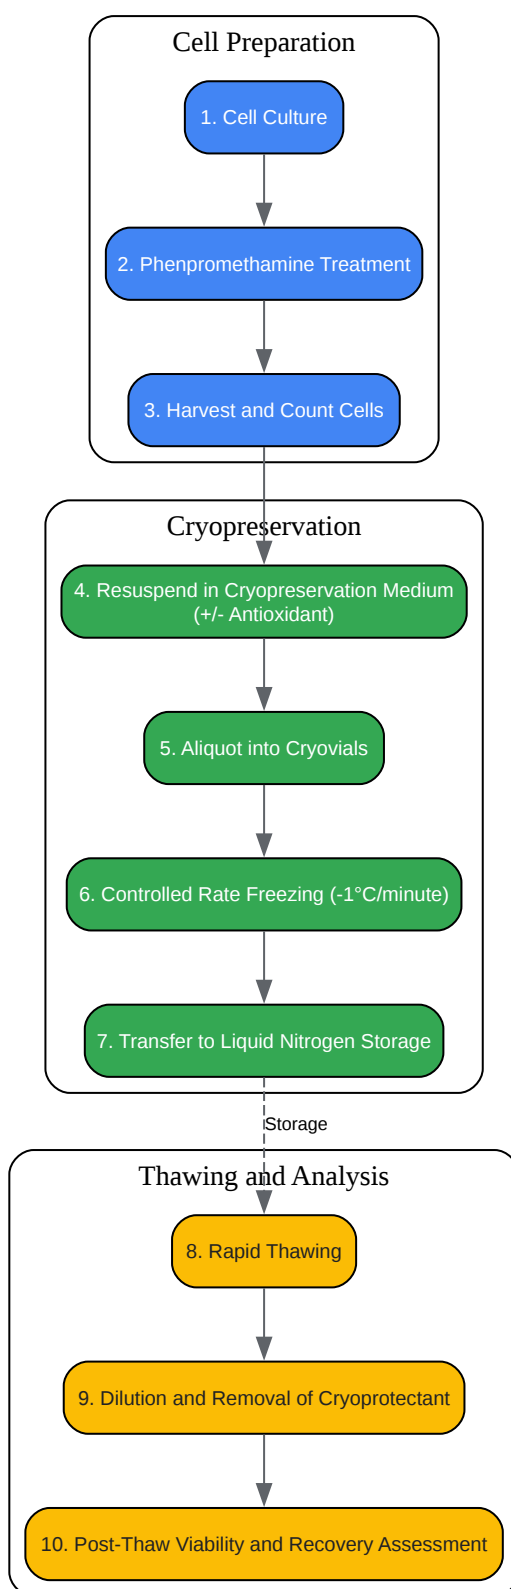 Cell Preparation
1. Cell Culture
2. Phenpromethamine Treatment
3. Harvest and Count Cells
Cryopreservation
4. Resuspend in Cryopreservation Medium
(+/- Antioxidant)
5. Aliquot into Cryovials
6. Controlled Rate Freezing (-1°C/minute)
7. Transfer to Liquid Nitrogen Storage
Storage
Thawing and Analysis
8. Rapid Thawing
9. Dilution and Removal of Cryoprotectant
10. Post-Thaw Viability and Recovery Assessment